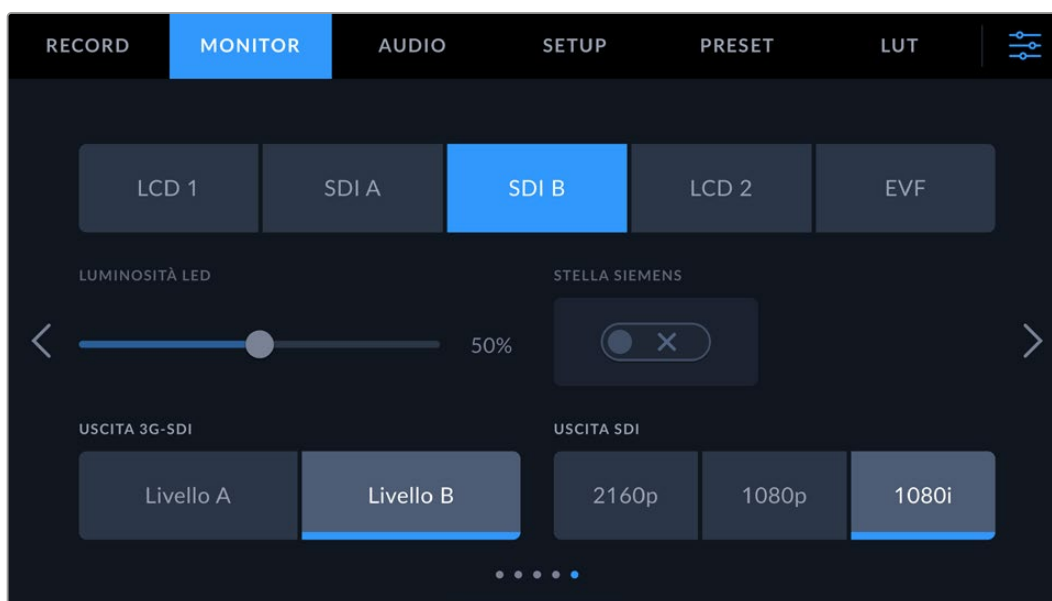 RECORD MONITOR AUDIO SETUP PRESET LUT
LCD 1 SDI A SDI B LCD 2 EVF
LUMINOSITÀ LED STELLA SIEMENS
50%
USCITA 3G-SDI USCITA SDI
Livello A Livello B 2160p 1080p 1080i